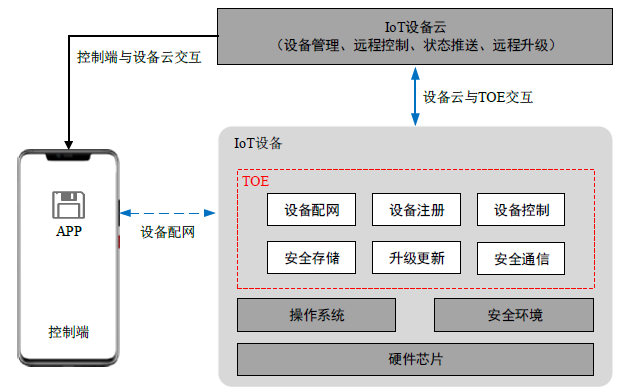 IoT设备云
（设备管理、远程控制、状态推送、远程升级）
控制端与设备云交互
设备云与TOE交互
IoT设备
TOE
设备配网
设备注册
设备控制
安全存储
升级更新
安全通信
APP
设备配网
控制端
操作系统
安全环境
硬件芯片